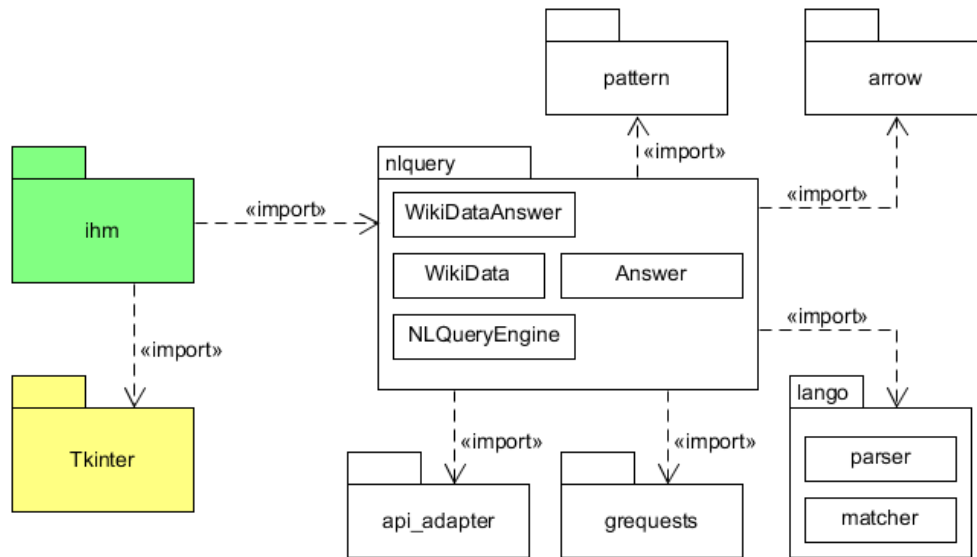 pattern
arrow
«import»
«import»
nlquery
WikiDataAnswer
«import»
ihm
WikiData
Answer
«import»
NLQueryEngine
«import»
lango
Tkinter
«import»
«import»
parser
api_adapter
grequests
matcher